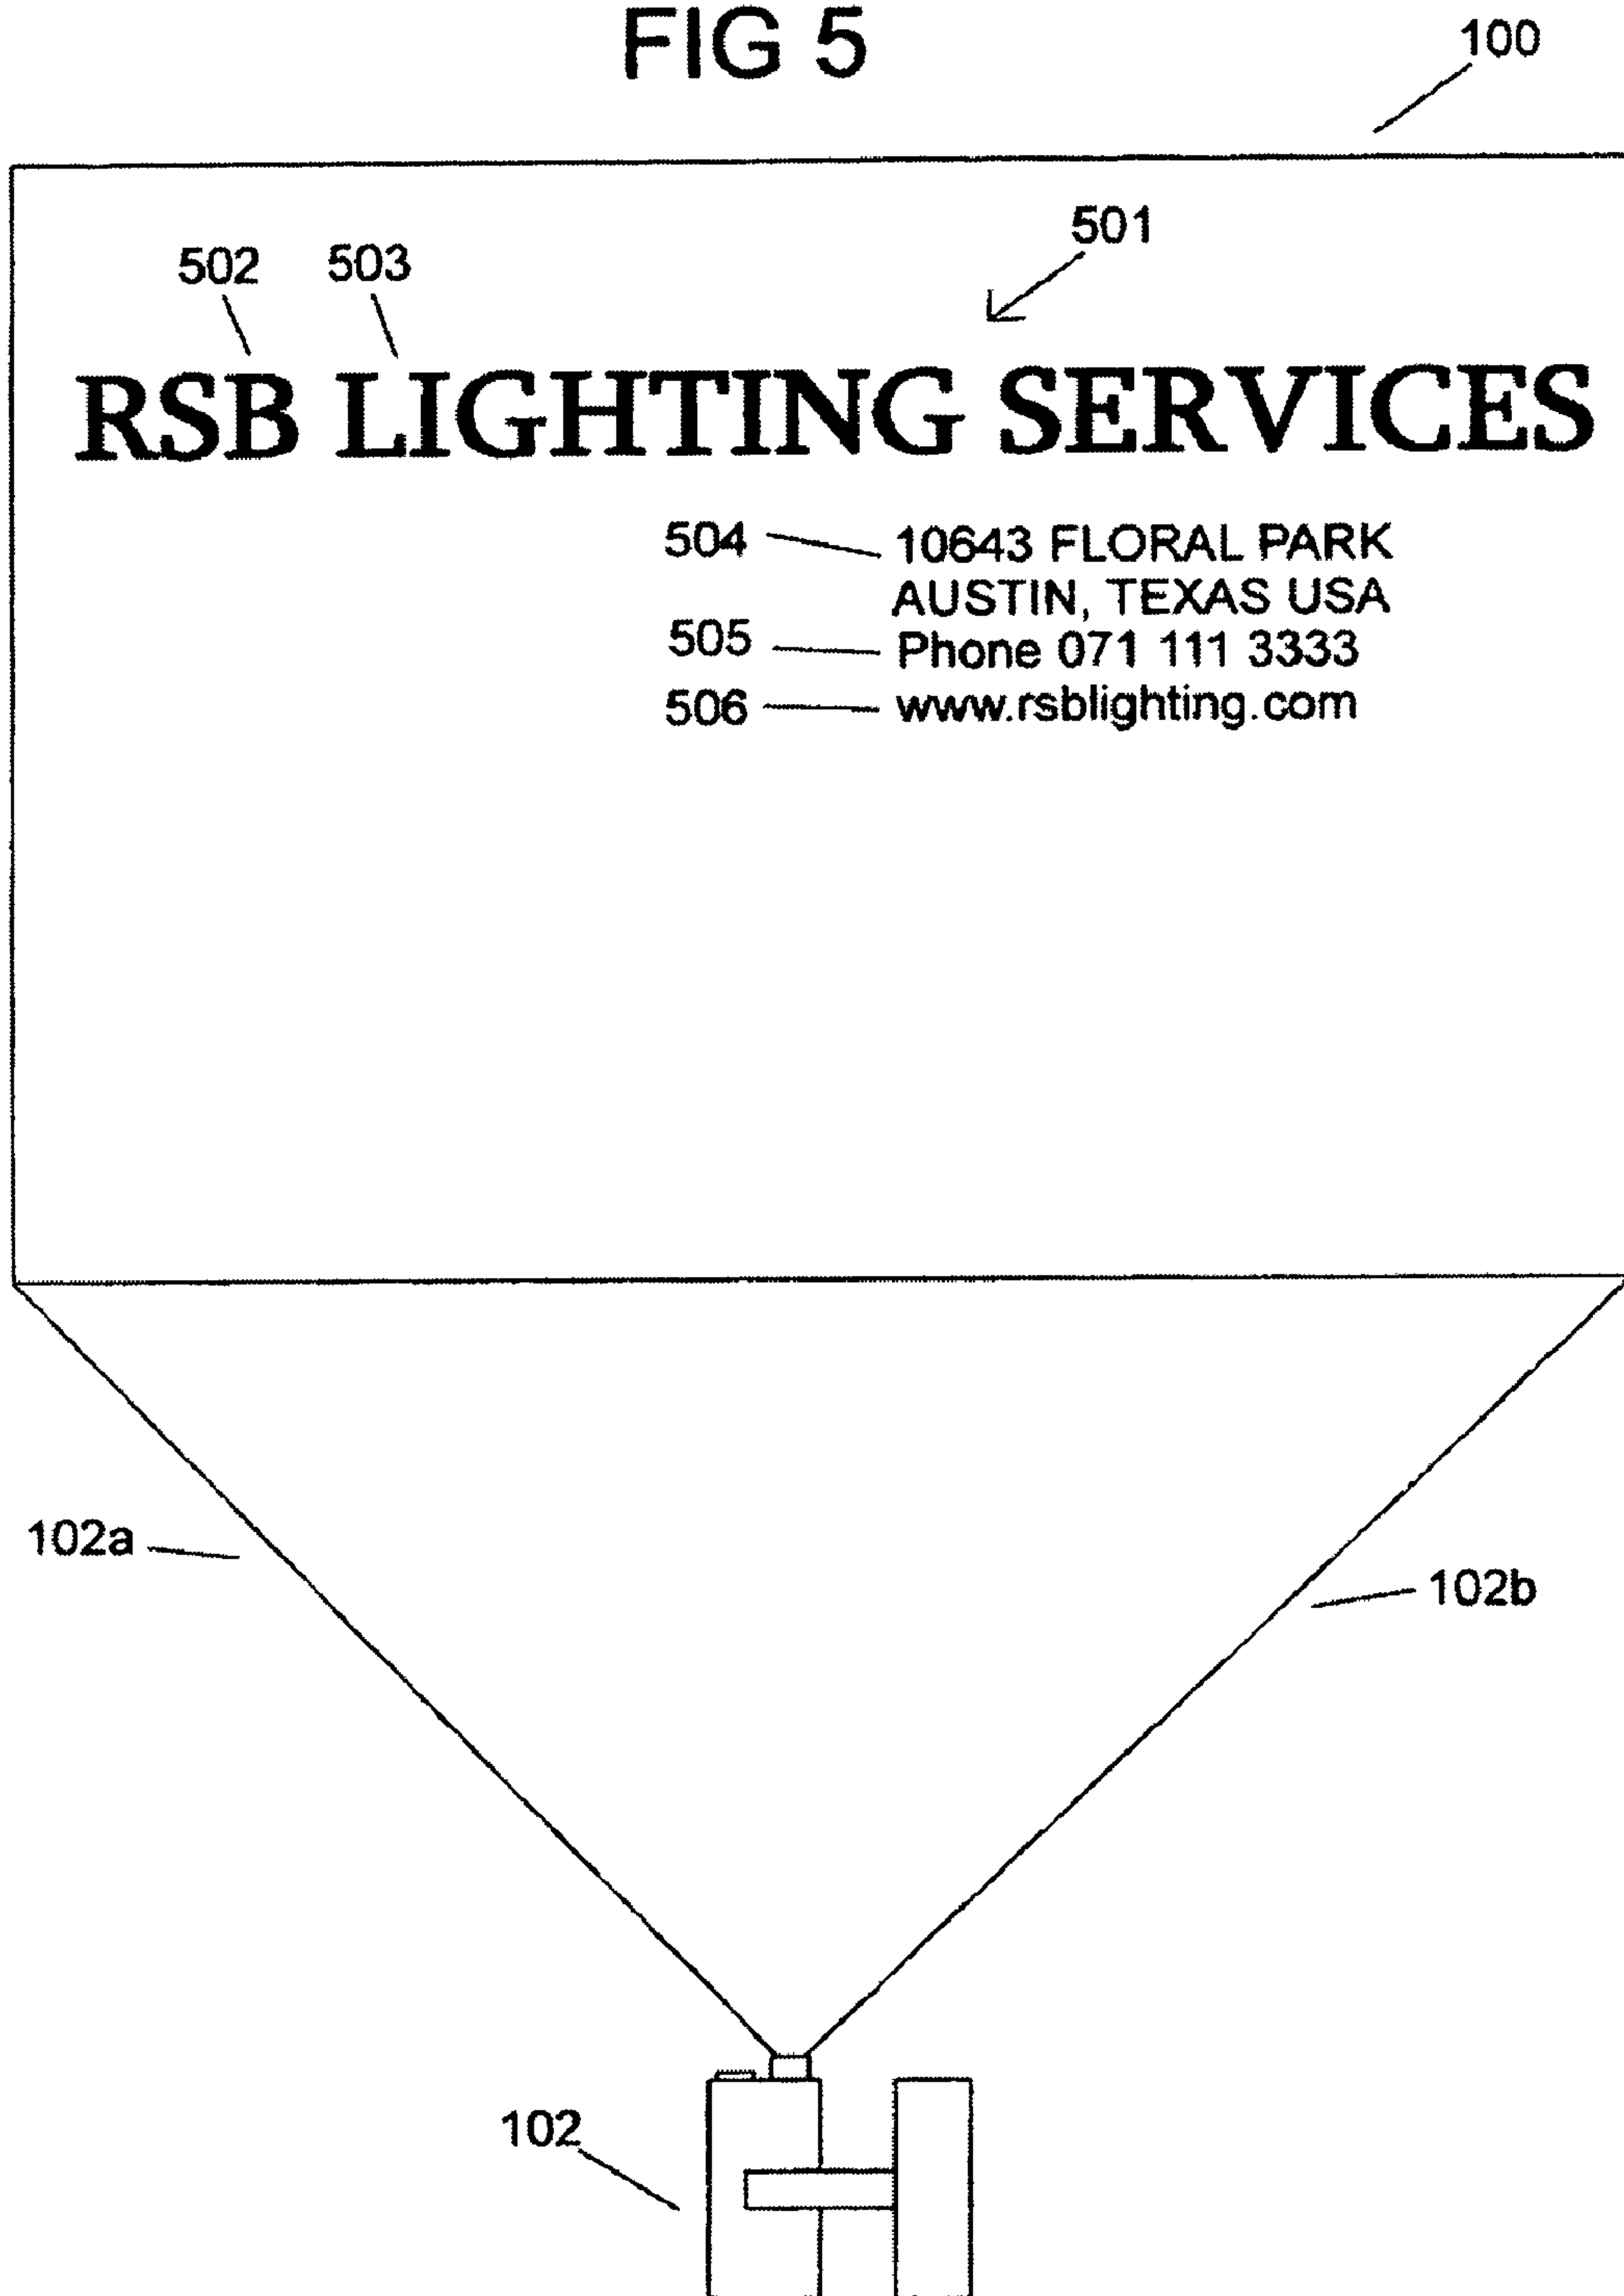 FIG 5
100
501
502 503
RSB LIGHTING SERVICES
504 10643 FLORAL PARK
AUSTIN, TEXAS USA
505 Phone 071 111 3333
506 www.rsblighting.com
102a
102b
102